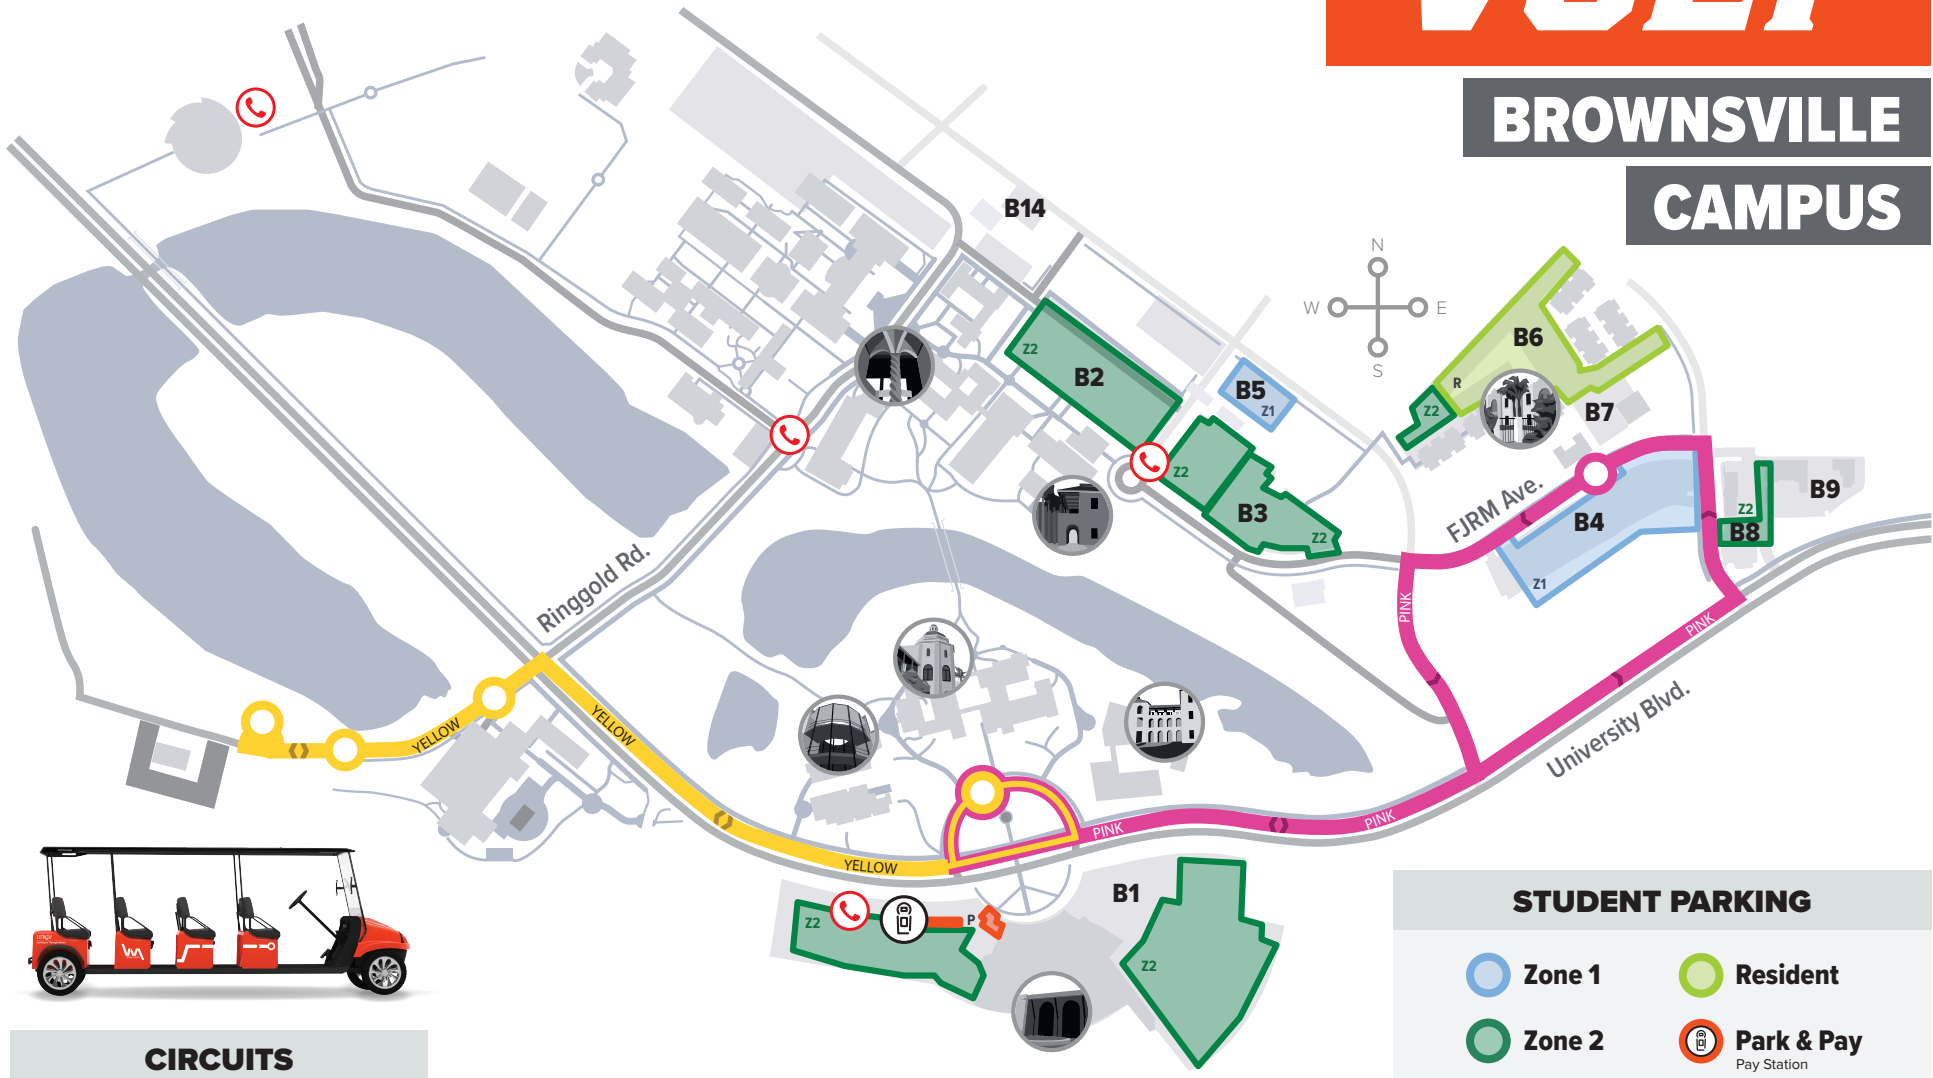 BROWNSVILLE
CAMPUS
B14
N
W
E
S
B6
R
Z2
B7
Z2
B2
B5
Z1
Z2
B3
Z2
FJRM Ave.
B4
Z1
Z2
B8
B9
Ringgold Rd.
PINK
PINK
University Blvd.
YELLOW
YELLOW
YELLOW
PINK
PINK
B1
Z2
P
Z2
STUDENT PARKING
Zone 1
Resident
Zone 2
Park & Pay
Pay Station
CIRCUITS